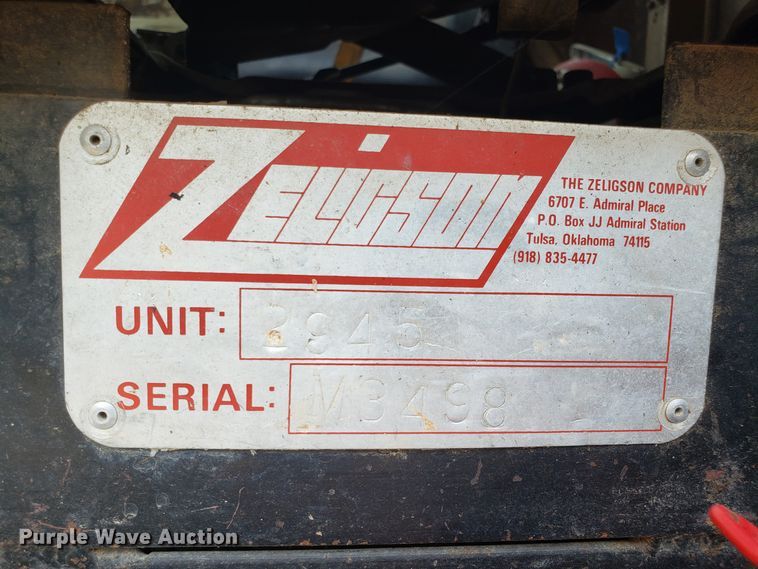 ZELIGSON
THE ZELIGSON COMPANY
6707 E. Admiral Place
P.O. Box JJ Admiral Station
Tulsa, Oklahoma 74115
(918) 835-4477
UNIT: 2945
SERIAL: M3498
Purple Wave Auction